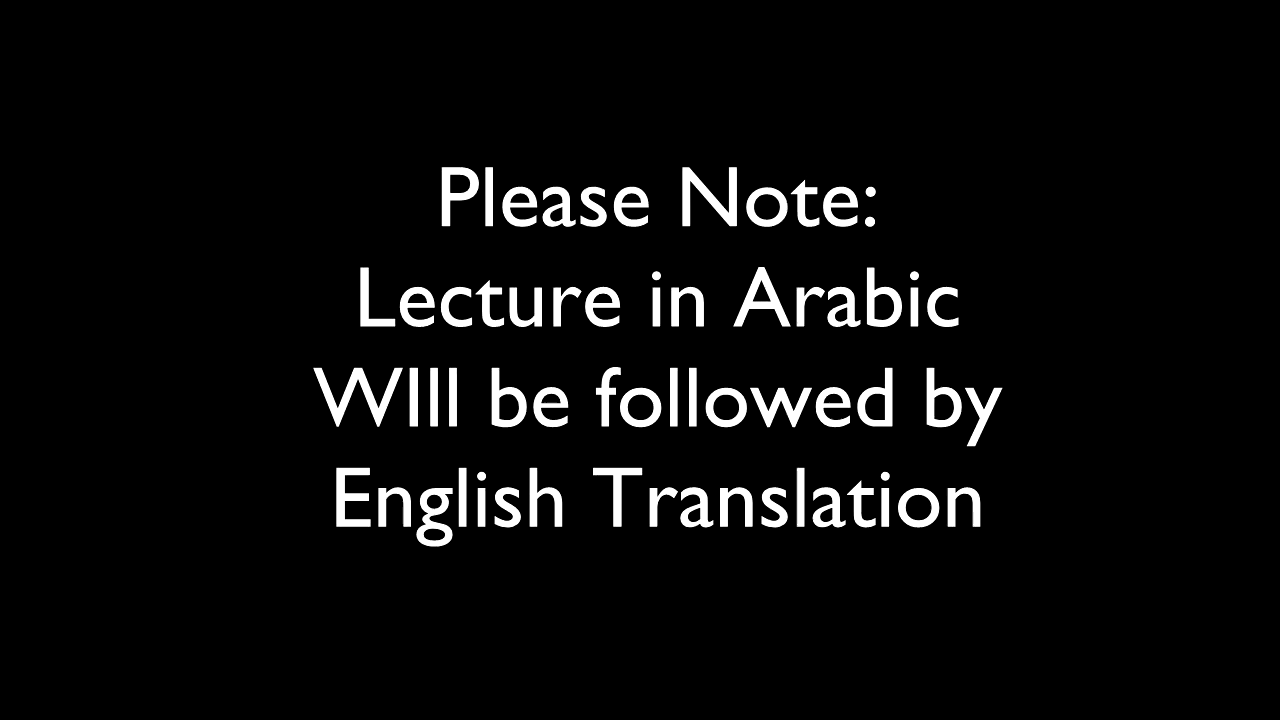 Please Note:
Lecture in Arabic
WIll be followed by
English Translation